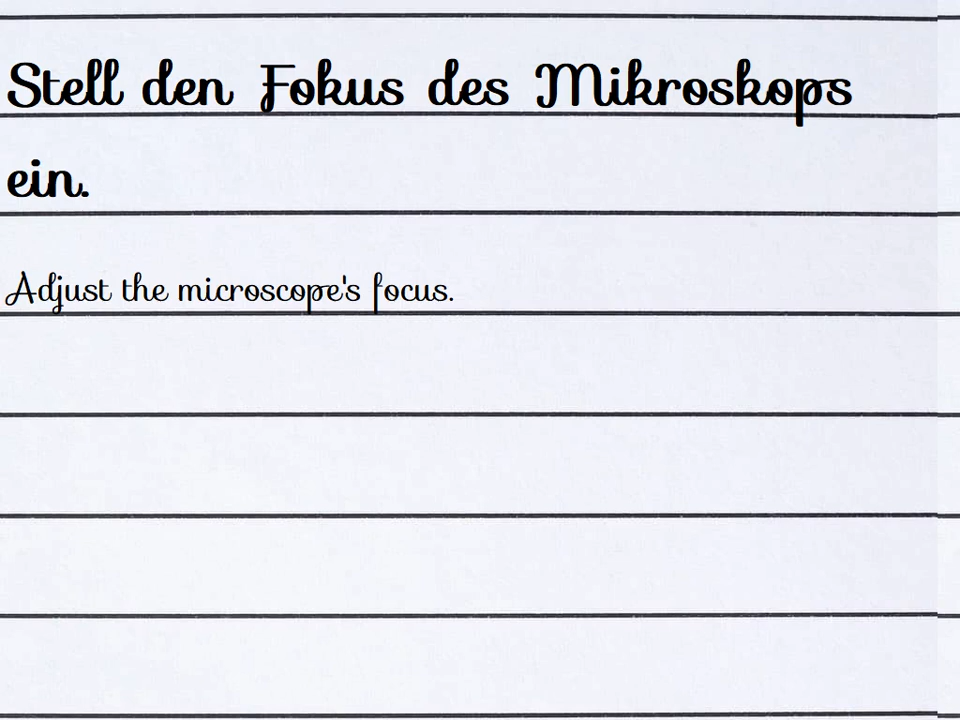 Stell den Fokus des Mikroskops
ein.
Adjust the microscope's focus.